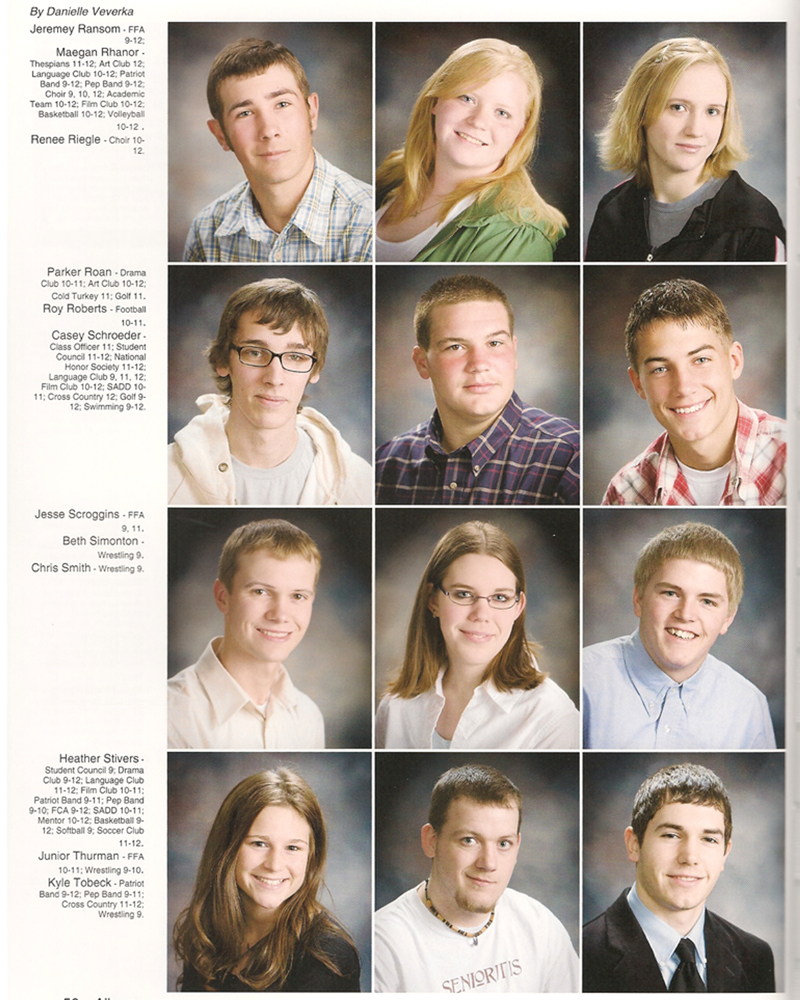 By Danielle Veverka
Jeremey Ransom - FFA
9-12;
Maegan Rhanor -
Thespians 11-12; Art Club 12;
Language Club 10-12; Patriot
Band 9-12; Pep Band 9-12;
Choir 9, 10, 12; Academic
Team 10-12; Film Club 10-12;
Basketball 10-12; Volleyball
10-12 .
Renee Riegle - Choir 10-
12.
Parker Roan - Drama
Club 10-11; Art Club 10-12;
Cold Turkey 11; Golf 11.
Roy Roberts - Football
10-11.
Casey Schroeder -
Class Officer 11; Student
Council 11-12; National
Honor Society 11-12;
Language Club 9, 11, 12;
Film Club 10-12; SADD 10-
11; Cross Country 12; Golf 9-
12; Swimming 9-12.
Jesse Scroggins - FFA
9, 11.
Beth Simonton -
Wrestling 9.
Chris Smith - Wrestling 9.
Heather Stivers -
Student Council 9; Drama
Club 9-12; Language Club
11-12; Film Club 10-11;
Patriot Band 9-11; Pep Band
9-10; FCA 9-12; SADD 10-11;
Mentor 10-12; Basketball 9-
12; Softball 9; Soccer Club
11-12.
Junior Thurman - FFA
10-11; Wrestling 9-10.
Kyle Tobeck - Patriot
Band 9-12; Pep Band 9-11;
Cross Country 11-12;
Wrestling 9.
SENIORITIS